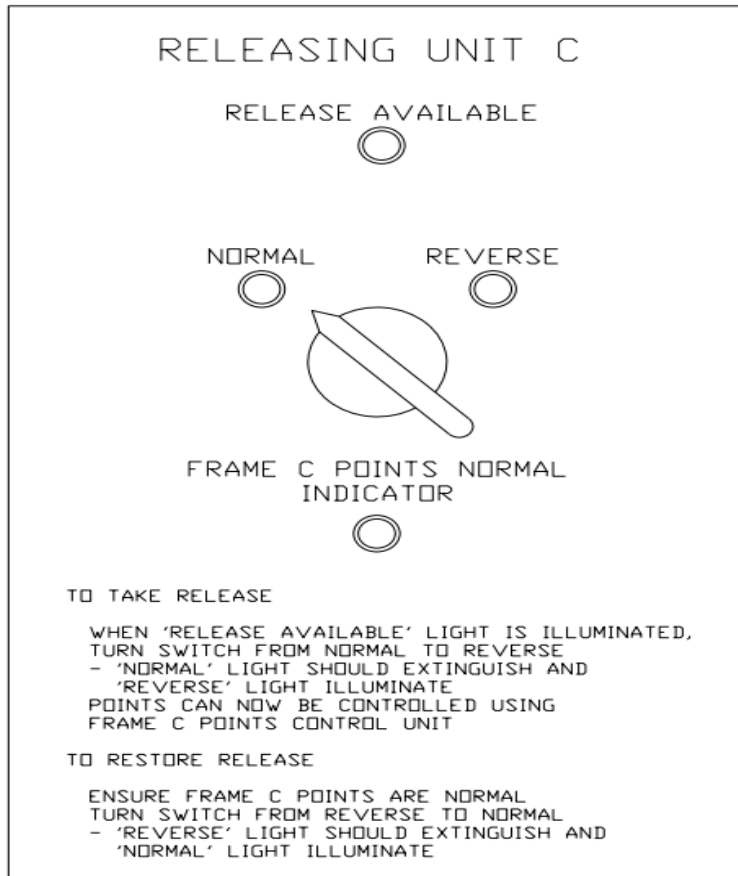 RELEASING UNIT C
RELEASE AVAILABLE
NORMAL REVERSE
FRAME C POINTS NORMAL
INDICATOR
TO TAKE RELEASE
WHEN ‘RELEASE AVAILABLE’ LIGHT IS ILLUMINATED,
TURN SWITCH FROM NORMAL TO REVERSE
- ‘NORMAL’ LIGHT SHOULD EXTINGUISH AND
‘REVERSE’ LIGHT ILLUMINATE
POINTS CAN NOW BE CONTROLLED USING
FRAME C POINTS CONTROL UNIT
TO RESTORE RELEASE
ENSURE FRAME C POINTS ARE NORMAL
TURN SWITCH FROM REVERSE TO NORMAL
- ‘REVERSE’ LIGHT SHOULD EXTINGUISH AND
‘NORMAL’ LIGHT ILLUMINATE